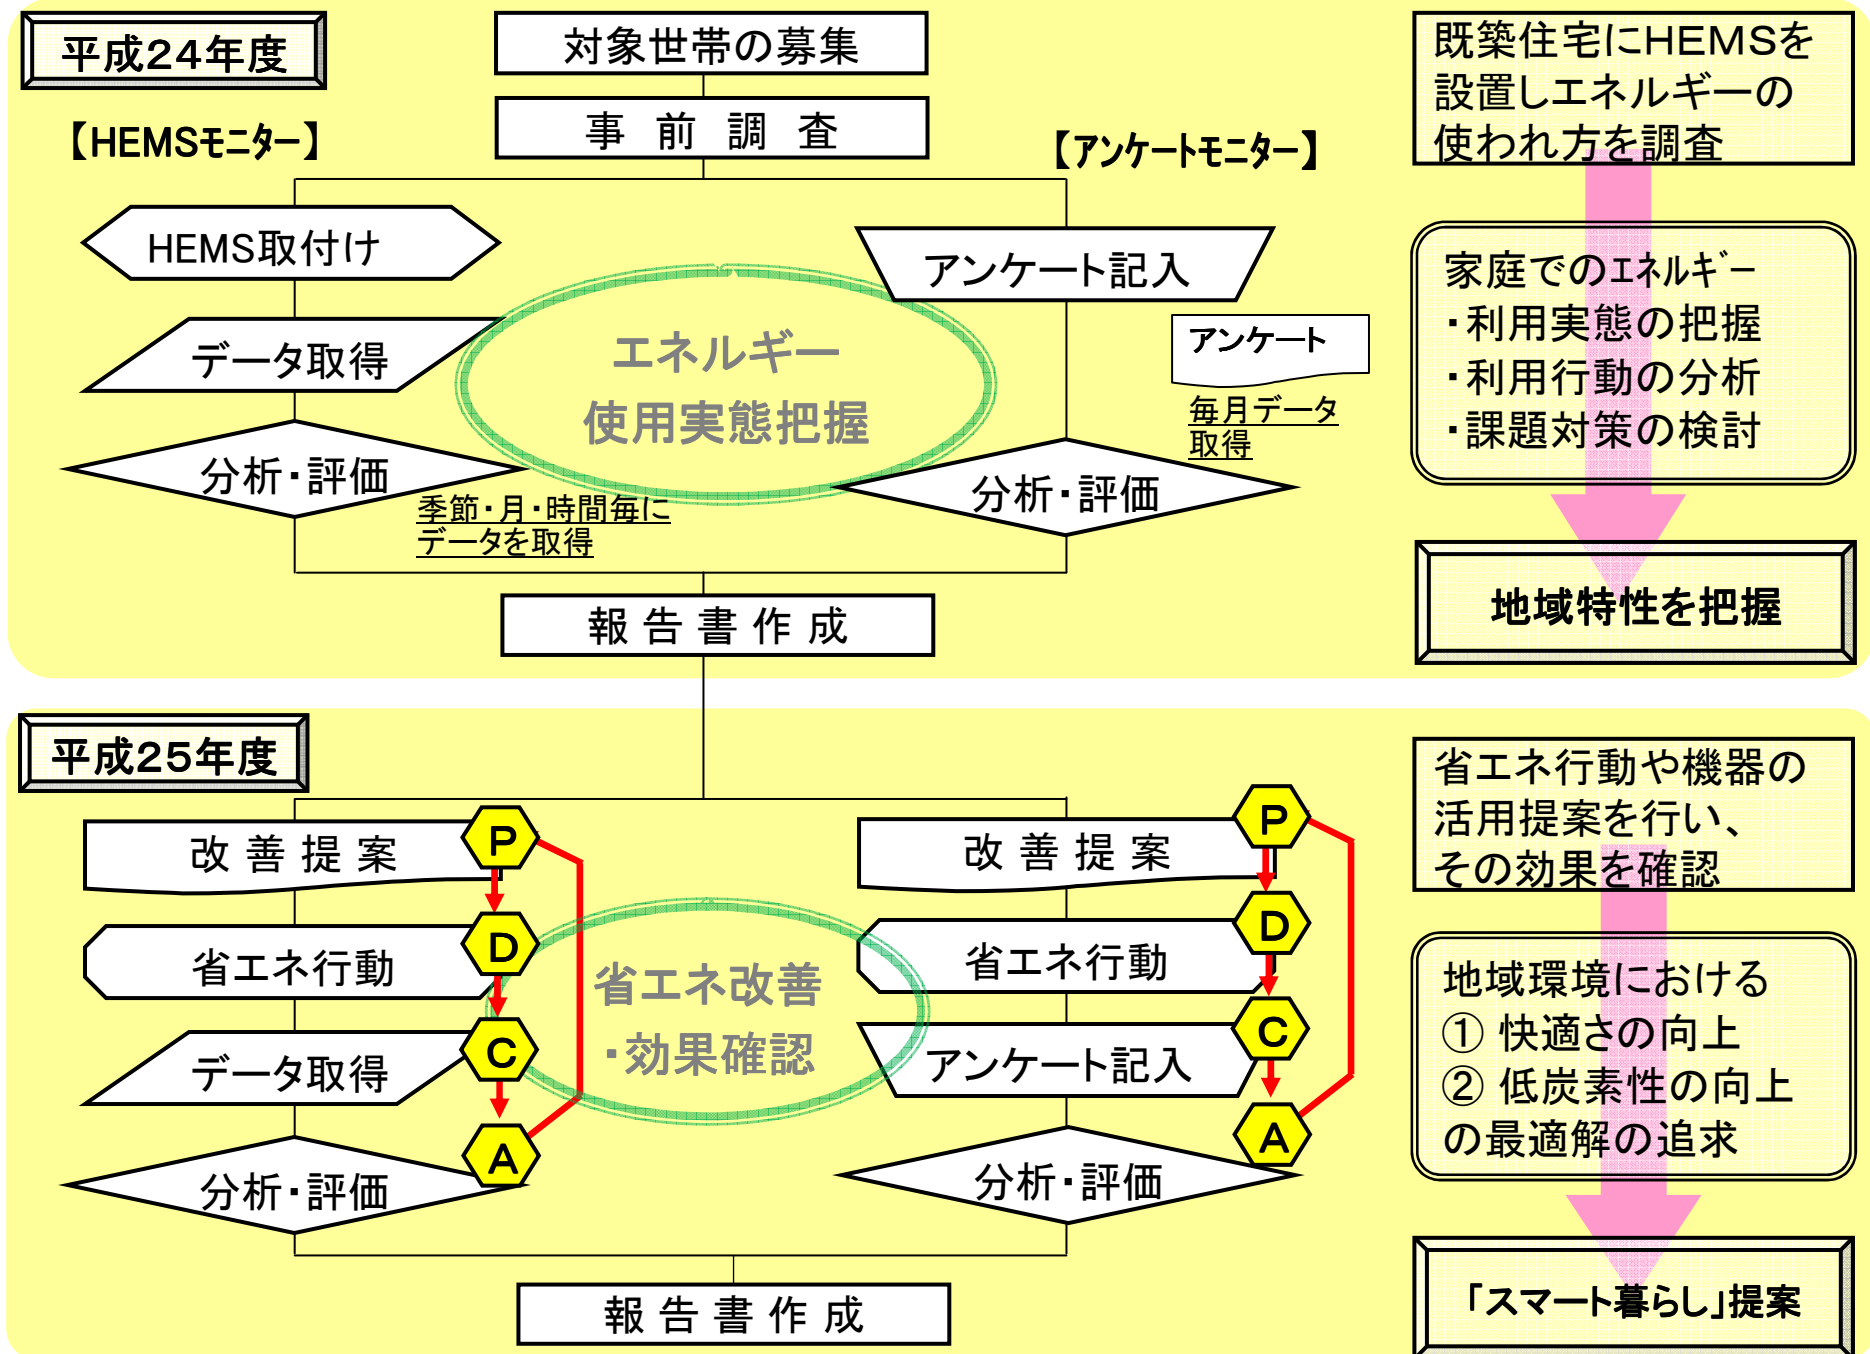 平成24年度
対象世帯の募集
事前調査
【HEMSモニター】
【アンケートモニター】
HEMS取付け
アンケート記入
データ取得
エネルギー
使用実態把握
アンケート
毎月データ
取得
分析・評価
季節・月・時間毎に
データを取得
分析・評価
報告書作成
既築住宅にHEMSを
設置しエネルギーの
使われ方を調査
家庭でのエネルギー
・利用実態の把握
・利用行動の分析
・課題対策の検討
地域特性を把握
平成25年度
改善提案
P
省エネ行動
D
データ取得
C
分析・評価
A
省エネ改善
・効果確認
改善提案
P
省エネ行動
D
アンケート記入
C
分析・評価
A
報告書作成
省エネ行動や機器の
活用提案を行い、
その効果を確認
地域環境における
① 快適さの向上
② 低炭素性の向上
の最適解の追求
「スマート暮らし」提案